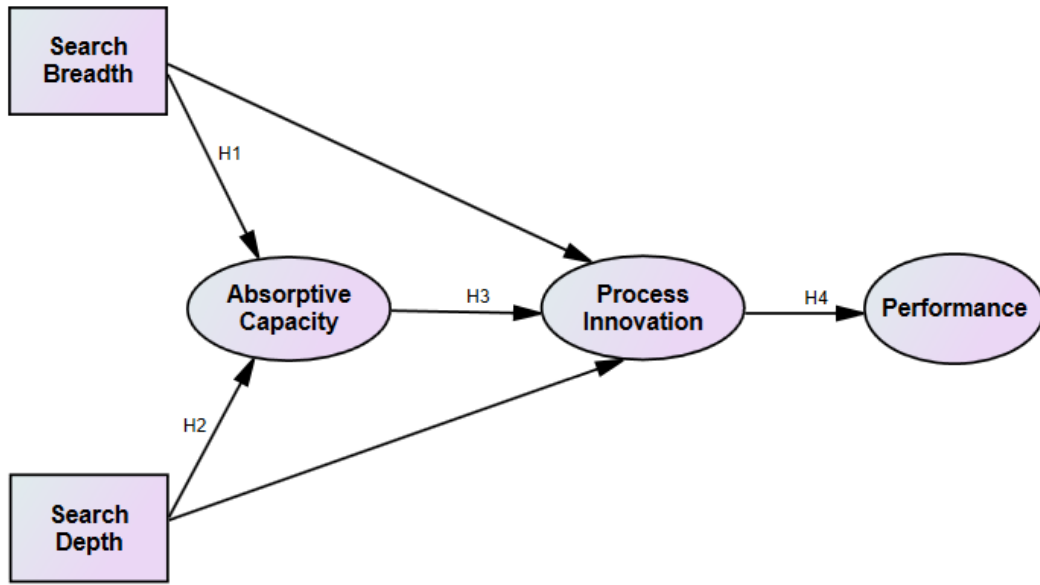 Search
Breadth
H1
Absorptive
Capacity
H3
Process
Innovation
H4
Performance
H2
Search
Depth